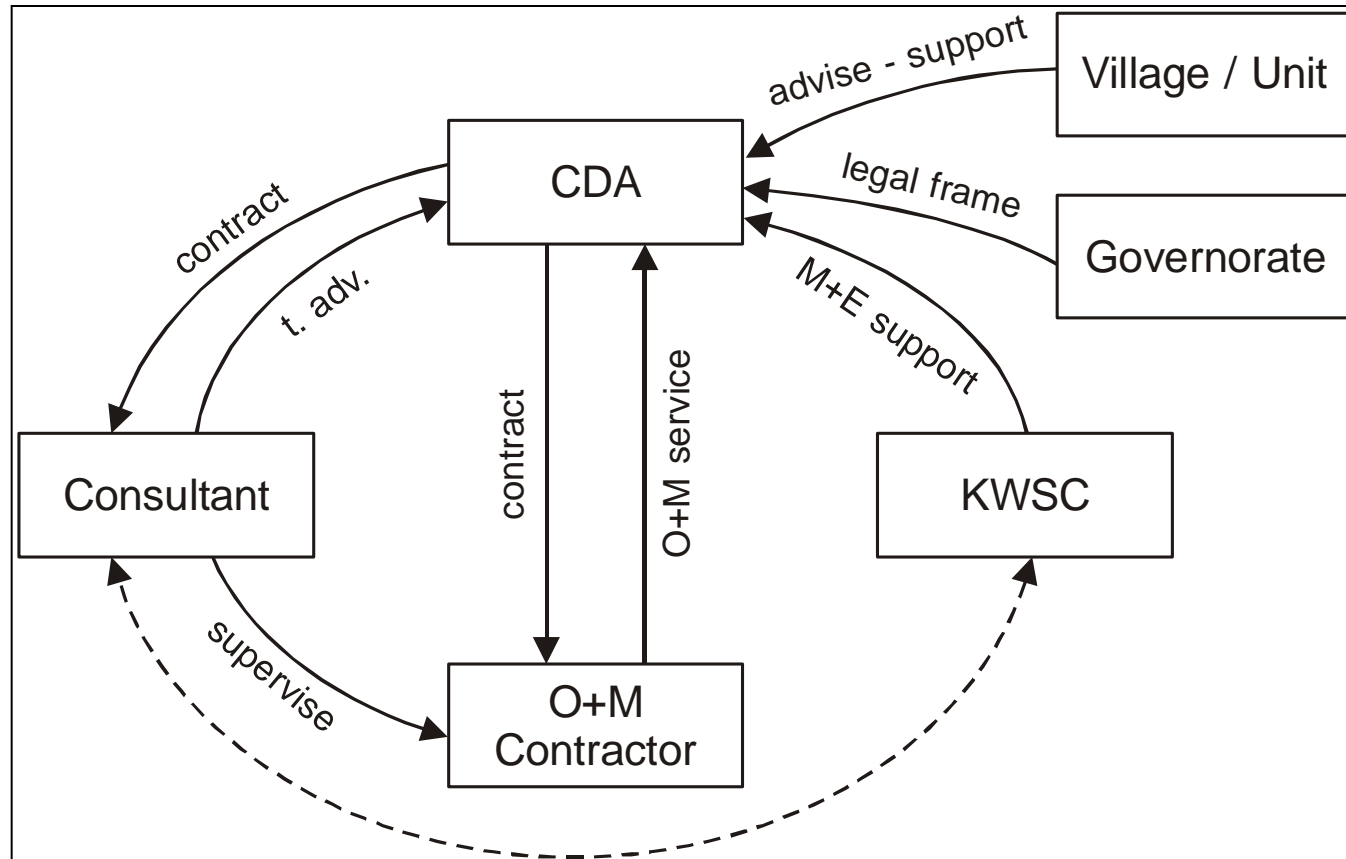 advise - support
Village / Unit
CDA
legal frame
Governorate
contract
t. adv.
M+E support
contract
O+M service
Consultant
KWSC
supervise
O+M
Contractor